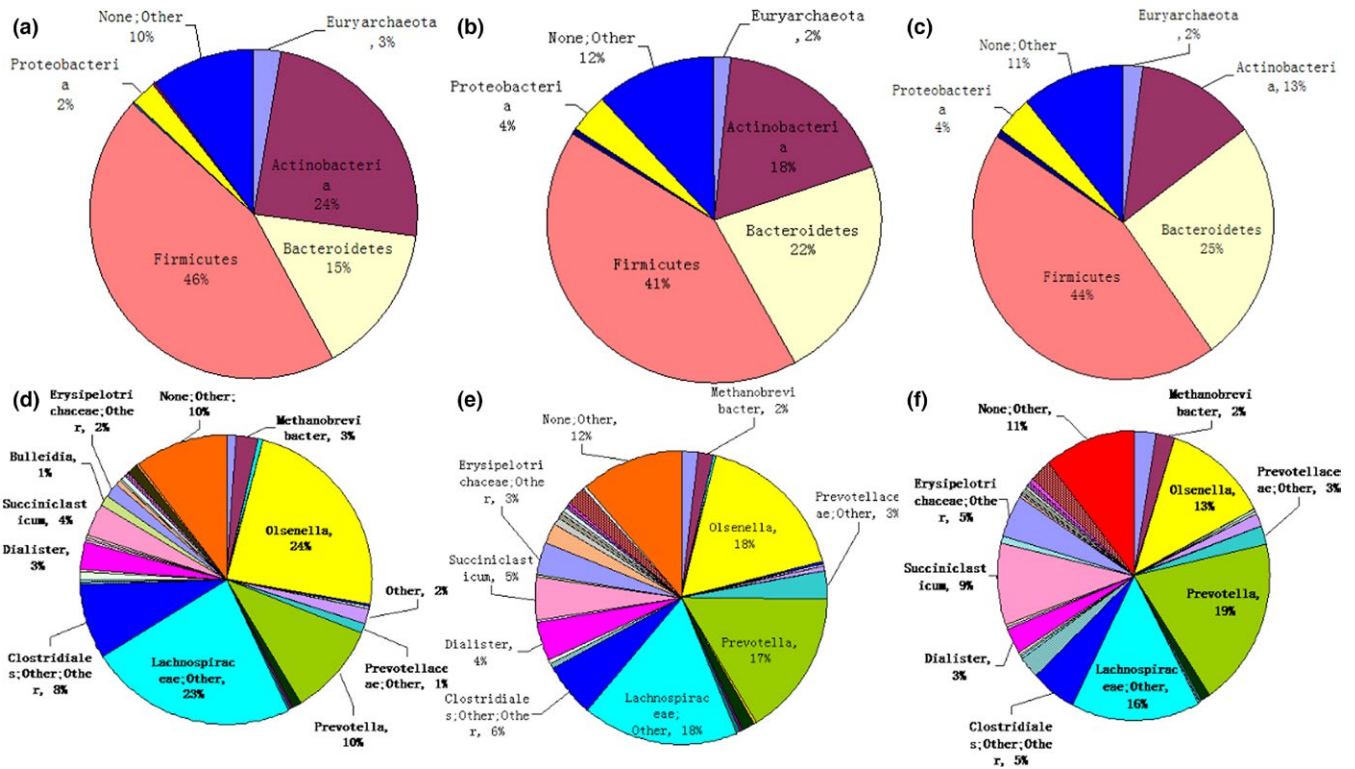 (a)
None;Other
10%
Euryarchaeota
,3%
Proteobacteri
a
2%
Actinobacteri
a
24%
Bacteroidetes
15%
Firmicutes
46%
(b)
None;Other
12%
Euryarchaeota
,2%
Proteobacteri
a
4%
Actinobacteri
a
18%
Bacteroidetes
22%
Firmicutes
41%
(c)
None;Other
11%
Euryarchaeota
,2%
Actinobacteri
a,13%
Proteobacteri
a
4%
Bacteroidetes
25%
Firmicutes
44%
(d)
Erysipelotri
chaceae;Othe
r, 2%
None;Other;
10%
Methanobrevi
bacter, 3%
Bulleidia,
1%
Succiniclast
icum, 4%
Dialister,
3%
Olsenella,
24%
Other, 2%
Prevotellace
ae;Other, 1%
Clostridiale
s;Other;Othe
r, 8%
Lachnospirac
eae;Other,
23%
Prevotella,
10%
(e)
None;Other,
12%
Methanobrevi
bacter, 2%
Erysipelotri
chaceae;Othe
r, 3%
Succiniclast
icum, 5%
Dialister,
4%
Olsenella,
18%
Prevotellace
ae;Other, 3%
Prevotella,
17%
Clostridiale
s;Other;Othe
r, 6%
Lachnospirac
eae;
Other, 18%
(f)
None;Other,
11%
Methanobrevi
bacter, 2%
Erysipelotri
chaceae;Othe
r, 5%
Olsenella,
13%
Prevotellace
ae;Other, 3%
Succiniclast
icum, 9%
Prevotella,
19%
Dialister,
3%
Lachnospirac
eae;Other,
16%
Clostridiale
s;Other;Othe
r, 5%